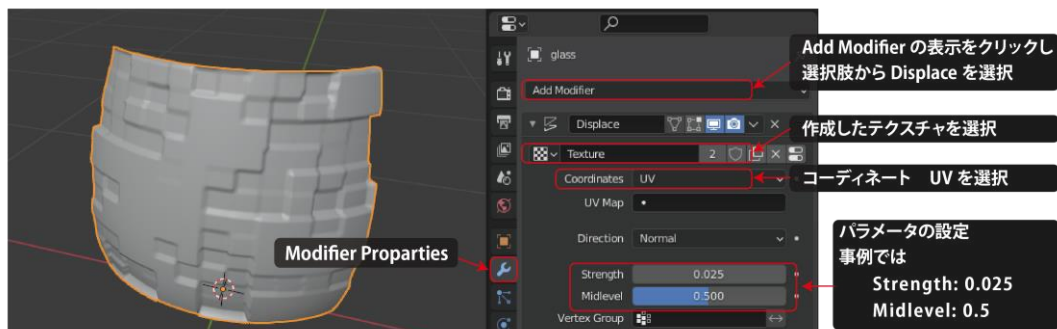 glass
Add Modifier の表示をクリックし
選択肢から Displace を選択
Add Modifier
Displace
作成したテクスチャを選択
Texture
2
Coordinates
UV
コーディネート UV を選択
UV Map
パラメータの設定
事例では
Strength: 0.025
Midlevel: 0.5
Direction
Normal
Modifier Proparties
Strength
0.025
Midlevel
0.500
Vertex Group